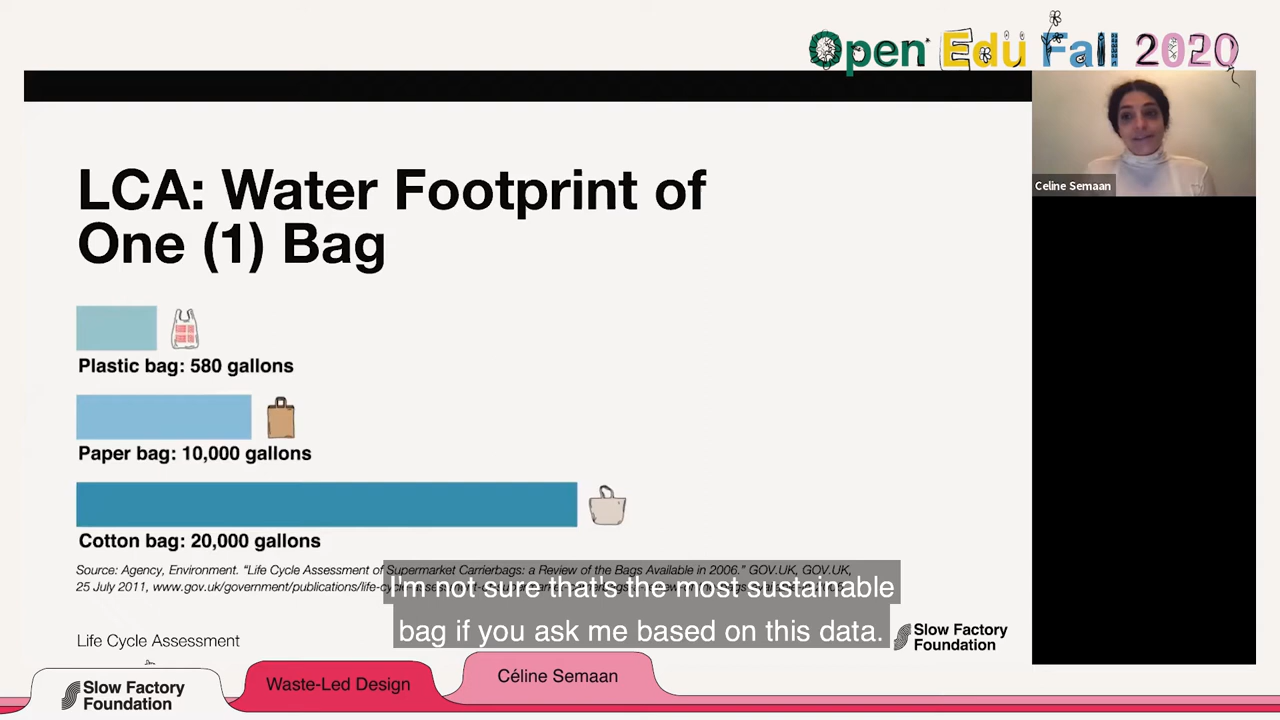 Open Edu Fall 2020
Celine Semaan
LCA: Water Footprint of
One (1) Bag
Plastic bag: 580 gallons
Paper bag: 10,000 gallons
Cotton bag: 20,000 gallons
Source: Agency, Environment. “Life Cycle Assessment of Supermarket Carrierbags: a Review of the Bags Available in 2006.” GOV.UK, GOV.UK,
25 July 2011, www.gov.uk/government/publications/life-
I'm not sure that's the most sustainable
bag if you ask me based on this data.
Life Cycle Assessment
Slow Factory
Foundation
Slow Factory
Foundation
Waste-Led Design
Céline Semaan